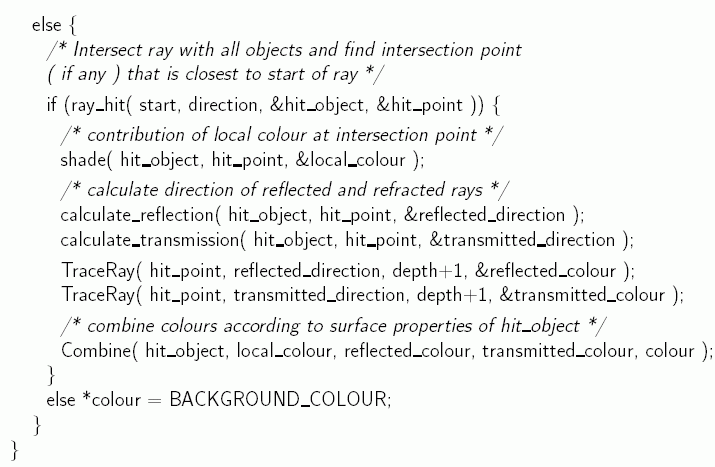 else {
/* Intersect ray with all objects and find intersection point
( if any ) that is closest to start of ray */
if (ray_hit( start, direction, &hit_object, &hit_point )) {
/* contribution of local colour at intersection point */
shade( hit_object, hit_point, &local_colour );
/* calculate direction of reflected and refracted rays */
calculate_reflection( hit_object, hit_point, &reflected_direction );
calculate_transmission( hit_object, hit_point, &transmitted_direction );
TraceRay( hit_point, reflected_direction, depth+1, &reflected_colour );
TraceRay( hit_point, transmitted_direction, depth+1, &transmitted_colour );
/* combine colours according to surface properties of hit_object */
Combine( hit_object, local_colour, reflected_colour, transmitted_colour, colour );
}
else *colour = BACKGROUND_COLOUR;
}
}